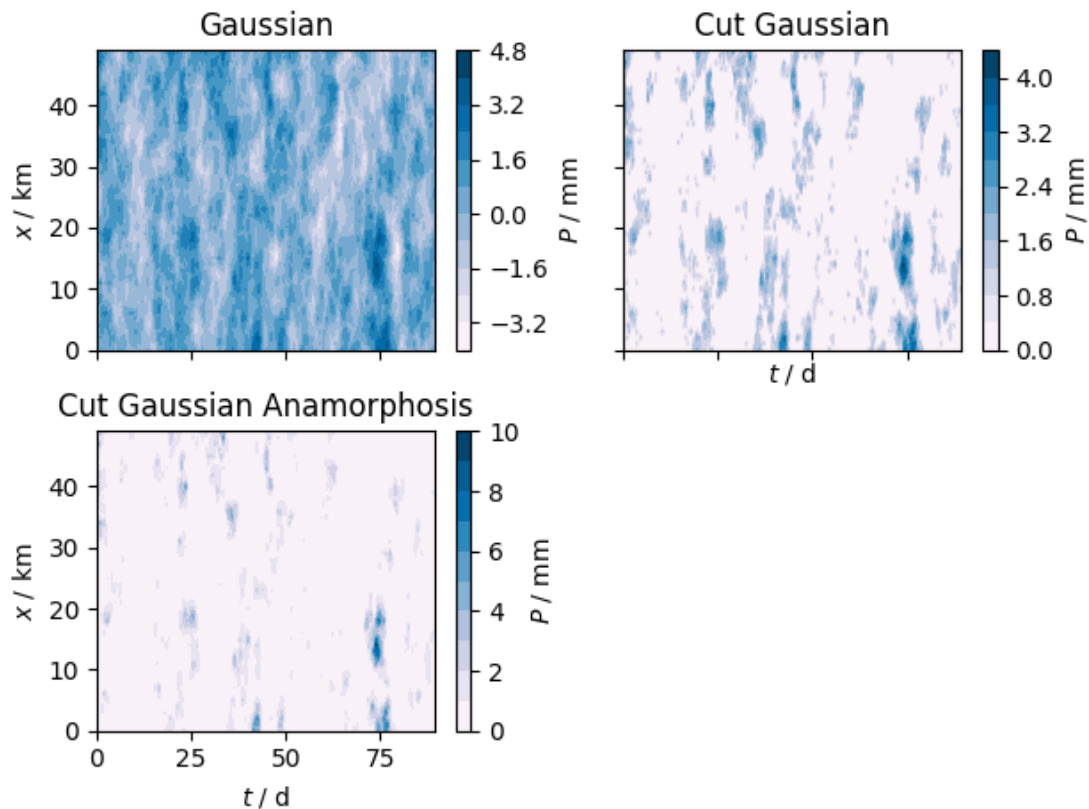 Gaussian
40
30
20
10
0
x / km
4.8
3.2
1.6
0.0
−1.6
−3.2
P / mm
Cut Gaussian
t / d
4.0
3.2
2.4
1.6
0.8
0.0
P / mm
Cut Gaussian Anamorphosis
40
30
20
10
0
x / km
0 25 50 75
t / d
10
8
6
4
2
0
P / mm